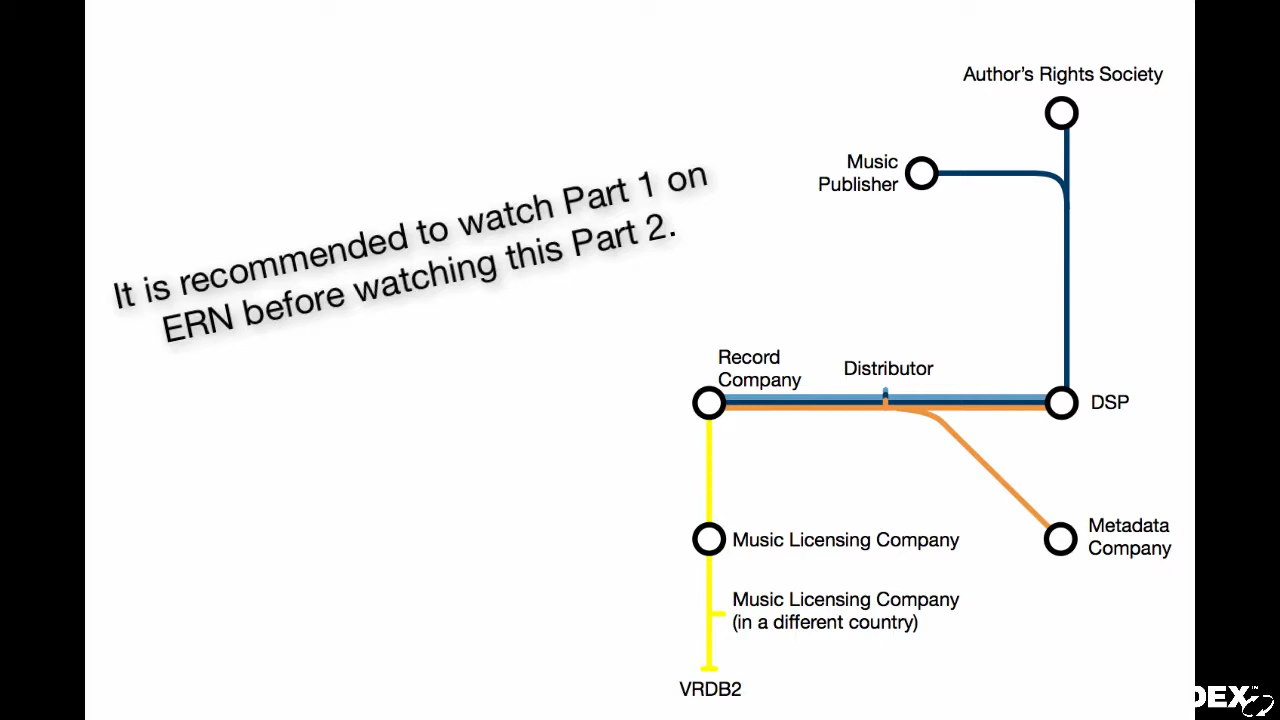 Author's Rights Society
Music
Publisher
It is recommended to watch Part 1 on
ERN before watching this Part 2.
Record
Company
Distributor
DSP
Metadata
Company
Music Licensing Company
Music Licensing Company
(in a different country)
VRDB2
DEX